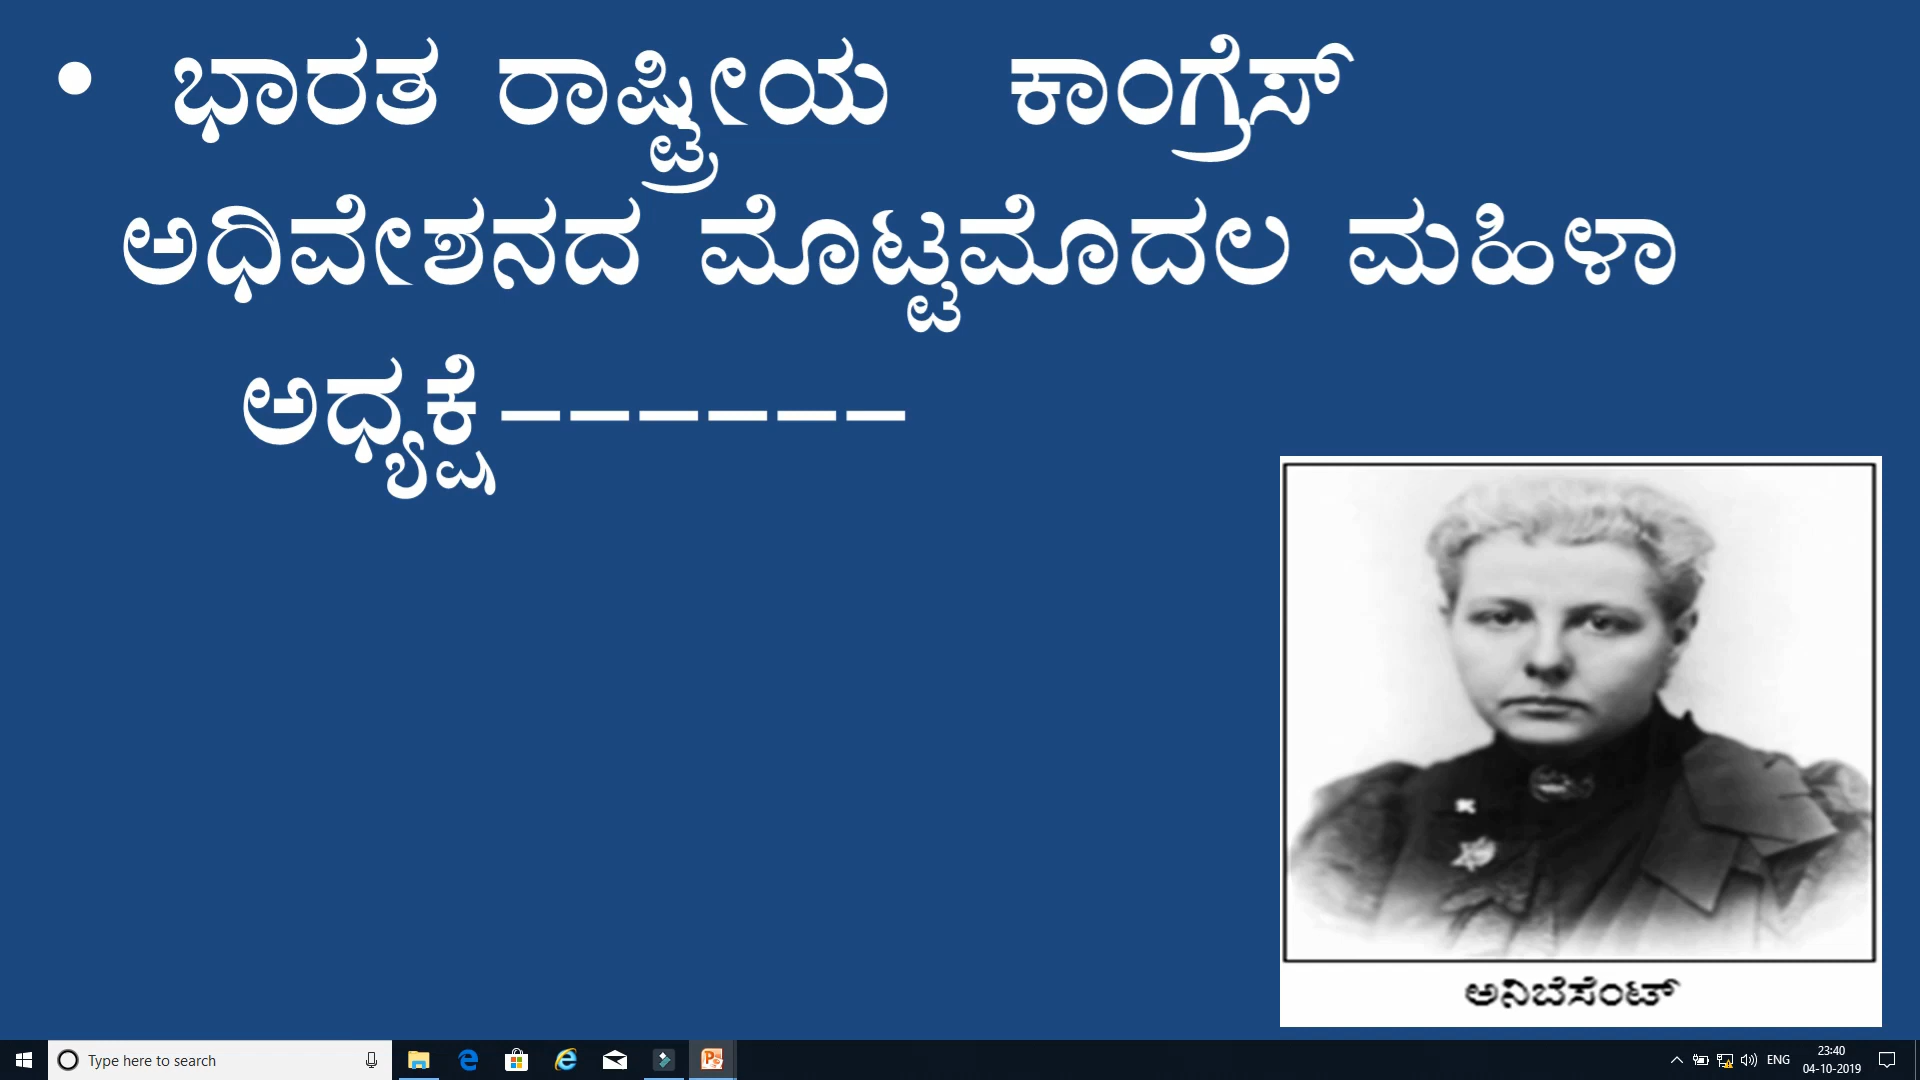 • ಭಾರತ ರಾಷ್ಟ್ರೀಯ ಕಾಂಗ್ರೆಸ್
ಅಧಿವೇಶನದ ಮೊಟ್ಟಮೊದಲ ಮಹಿಳಾ
ಅಧ್ಯಕ್ಷೆ------
ಅನಿಬೆಸೆಂಟ್
Type here to search
ENG
23:40
04-10-2019